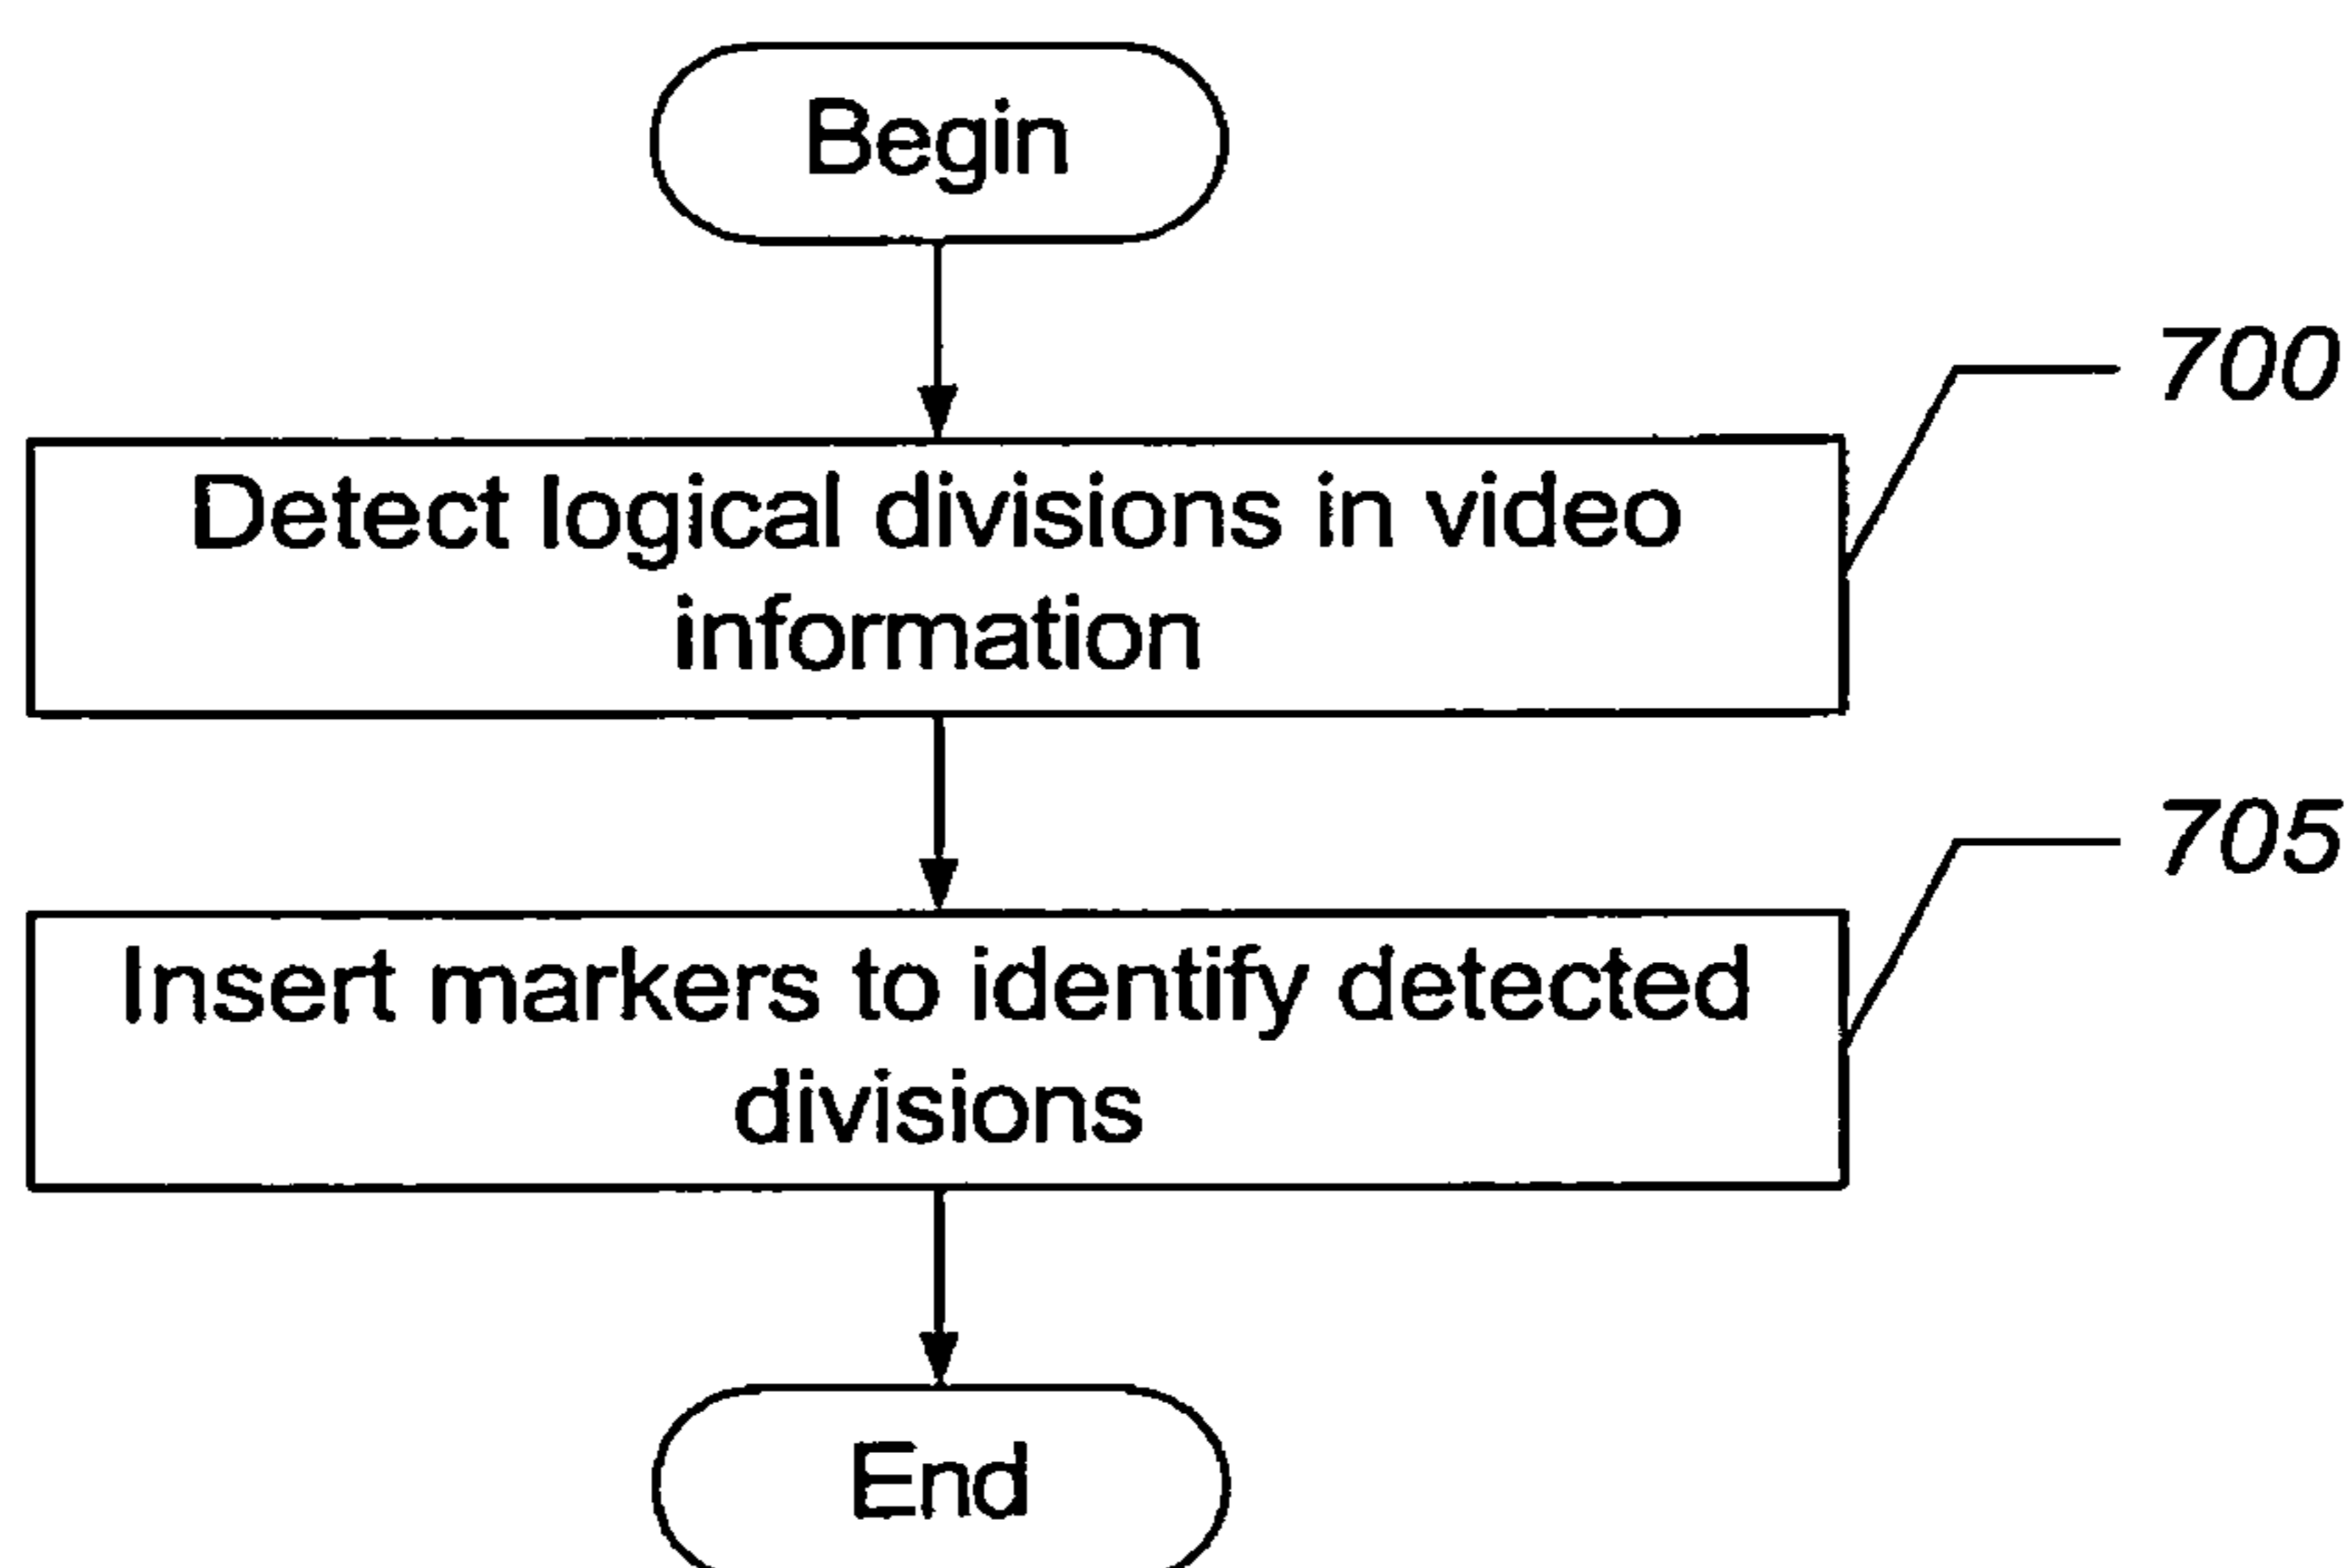 Begin
700
Detect logical divisions in video
information
705
Insert markers to identify detected
divisions
End